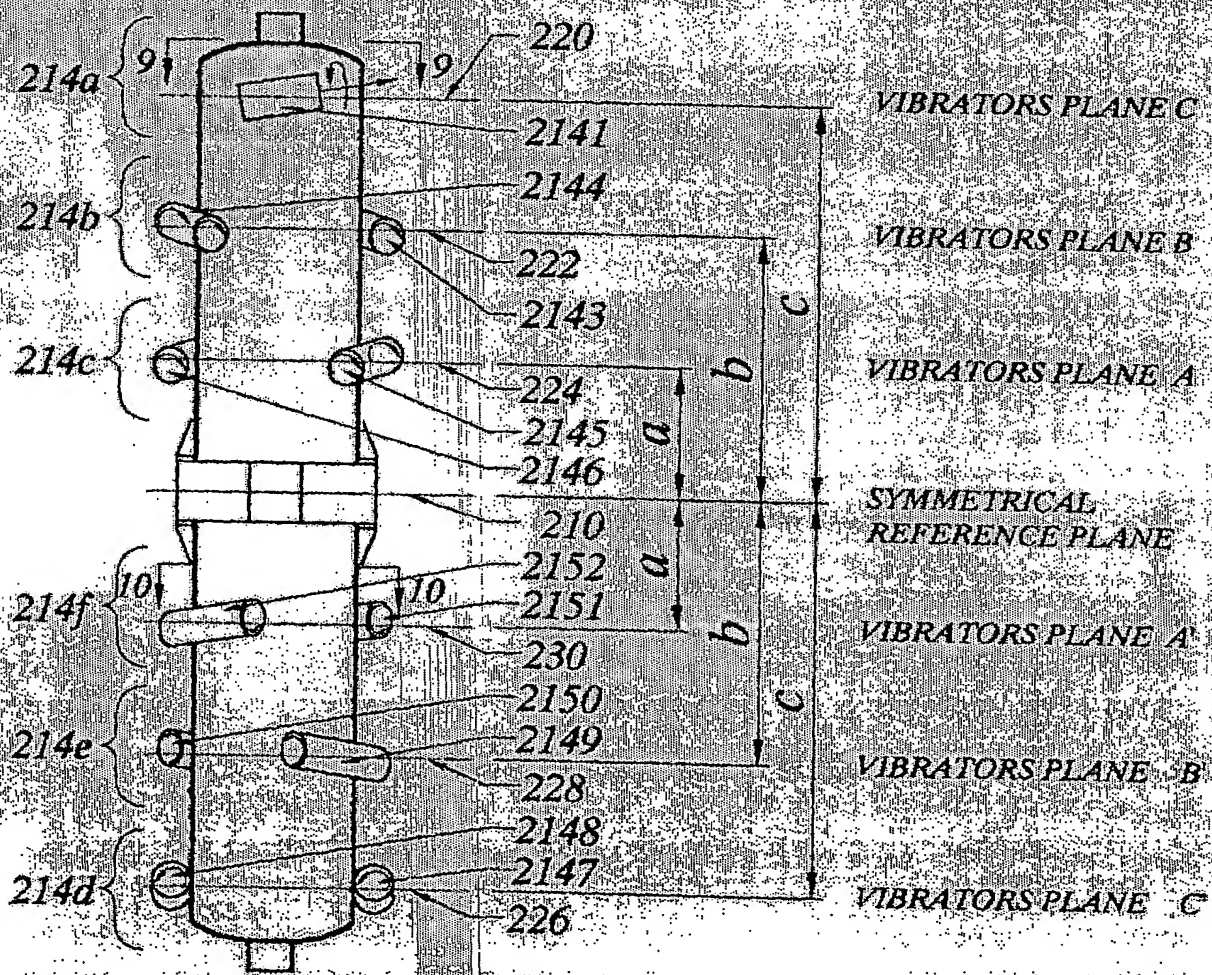 220
9
9
214a
VIBRATORS PLANE C
2141
2144
214b
VIBRATORS PLANE B
222
2143
c
b
214c
VIBRATORS PLANE A
224
2145
a
2146
SYMMETRICAL
REFERENCE PLANE
210
2152
a
10
10
2151
214f
b
VIBRATORS PLANE A'
230
2150
c
2149
214e
228
VIBRATORS PLANE B'
2148
2147
214d
226
VIBRATORS PLANE C'